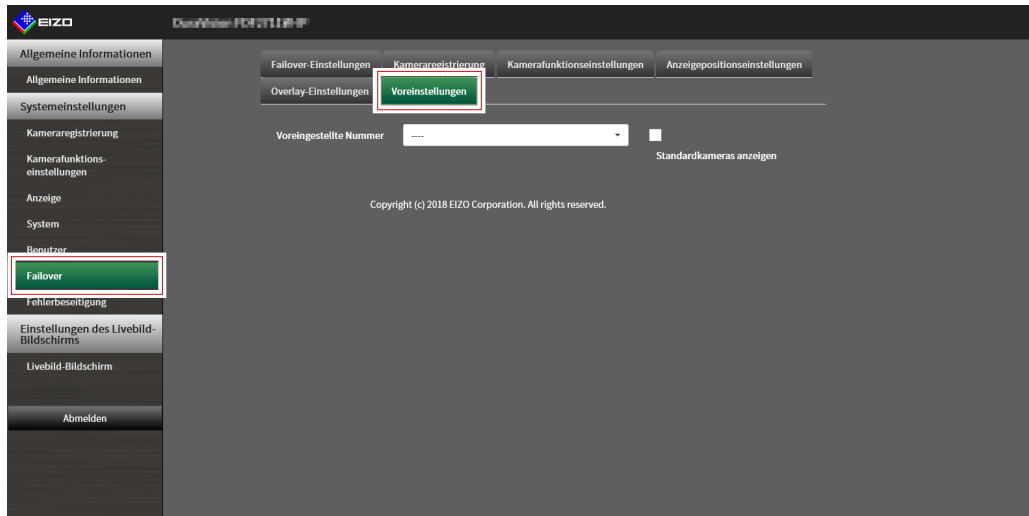 EIZO
Allgemeine Informationen
Allgemeine Informationen
Systemeinstellungen
Kameraregistrierung
Kamerafunktions-
einstellungen
Anzeige
System
Benutzer
Failover
Fehlerbeseitigung
Einstellungen des Livebild-
Bildschirms
Livebild-Bildschirm
Abmelden
Failover-Einstellungen Kameraregistrierung Kamerafunktionseinstellungen Anzeigepositionseinstellungen
Overlay-Einstellungen Voreinstellungen
Voreingestellte Nummer ----
Standardkameras anzeigen
Copyright (c) 2018 EIZO Corporation. All rights reserved.